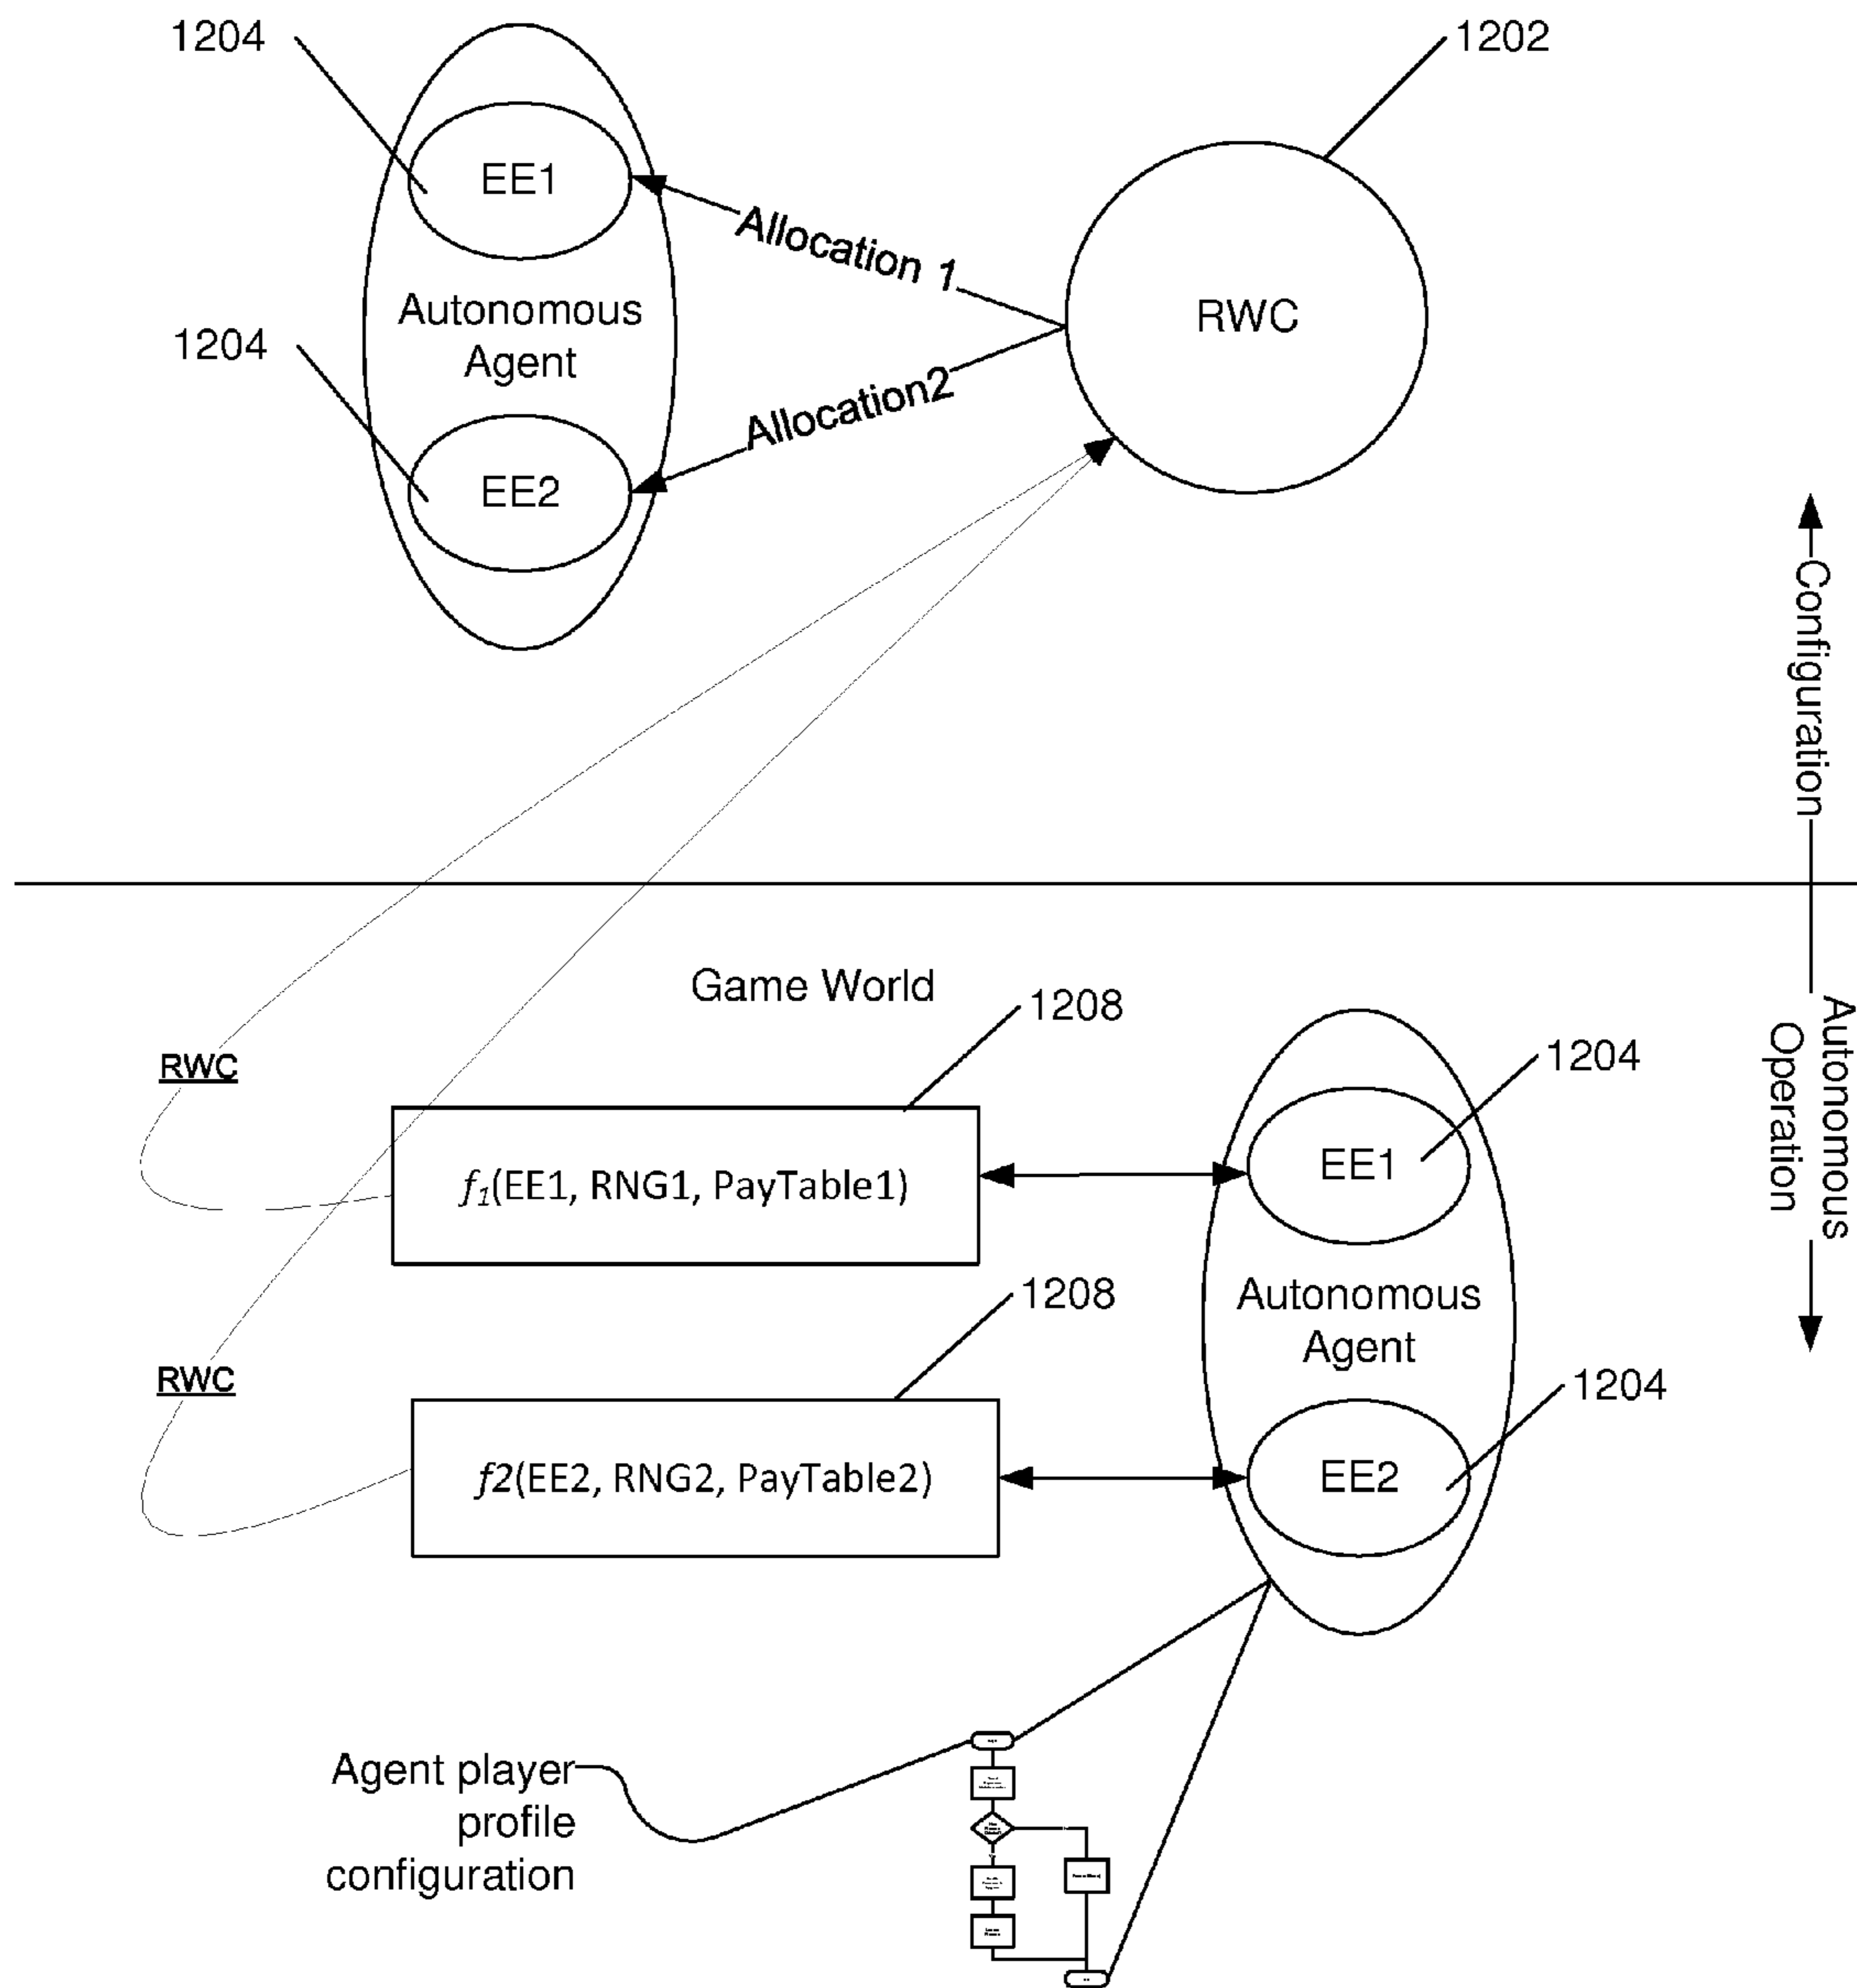 1204
1202
EE1
Allocation 1
Autonomous
Agent
RWC
1204
Allocation2
EE2
Configuration
Game World
1208
Autonomous
Operation
1204
RWC
EE1
f1(EE1, RNG1, PayTable1)
1208
Autonomous
Agent
RWC
1204
f2(EE2, RNG2, PayTable2)
EE2
Agent player
profile
configuration